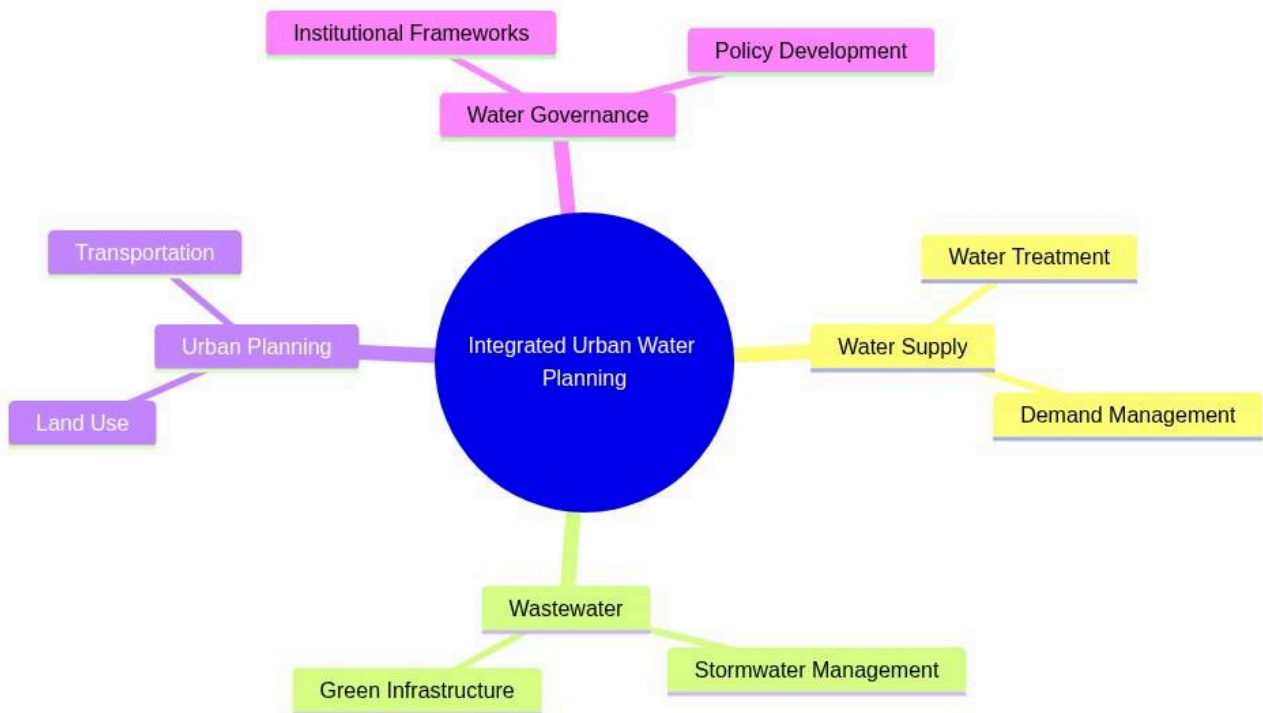 Institutional Frameworks
Policy Development
Water Governance
Transportation
Water Treatment
Urban Planning
Integrated Urban Water
Planning
Water Supply
Land Use
Demand Management
Wastewater
Green Infrastructure
Stormwater Management